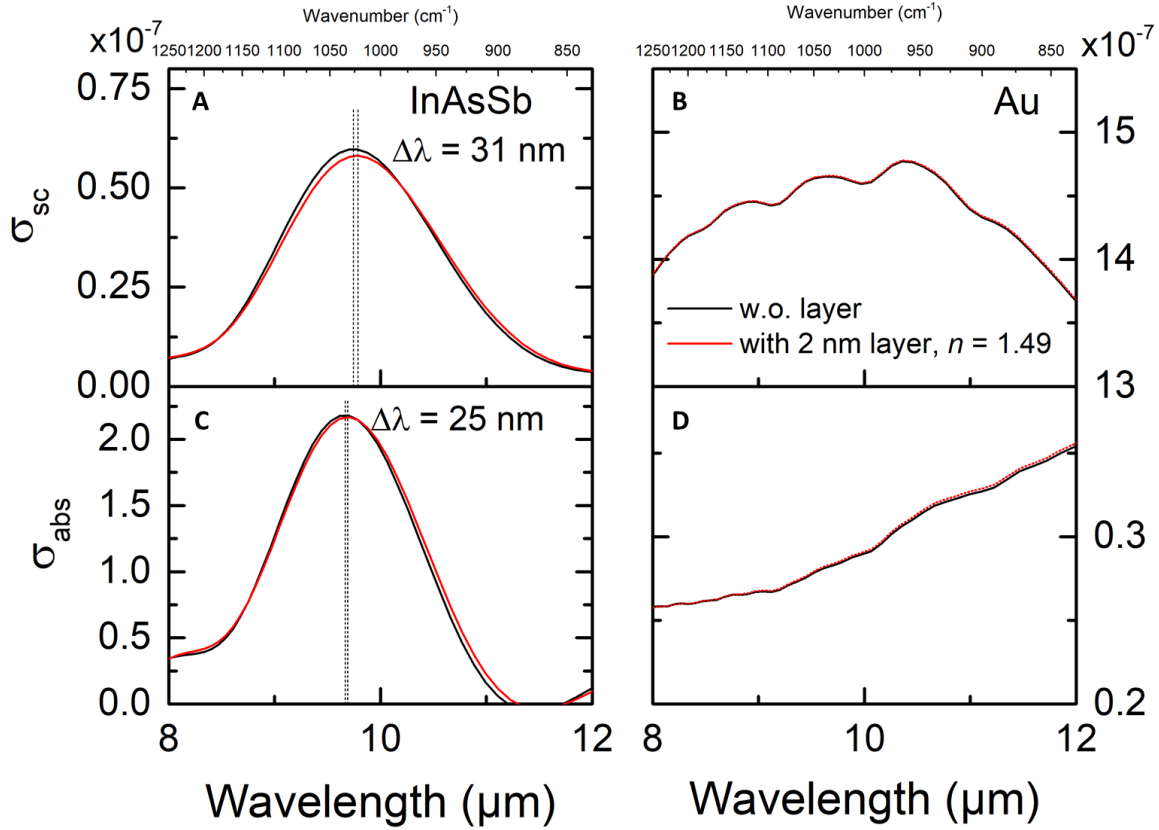 Wavenumber (cm⁻¹)
Wavenumber (cm⁻¹)
x10⁻⁷
1250 1200 1150 1100 1050 1000 950 900 850
1250 1200 1150 1100 1050 1000 950 900 850
x10⁻⁷
A
InAsSb
Δλ = 31 nm
0.75
0.50
0.25
0.00
σsc
B
Au
15
14
13
w.o. layer
with 2 nm layer, n = 1.49
C
Δλ = 25 nm
2.0
1.5
1.0
0.5
0.0
σabs
D
0.3
0.2
8 10 12
8 10 12
Wavelength (µm)
Wavelength (µm)